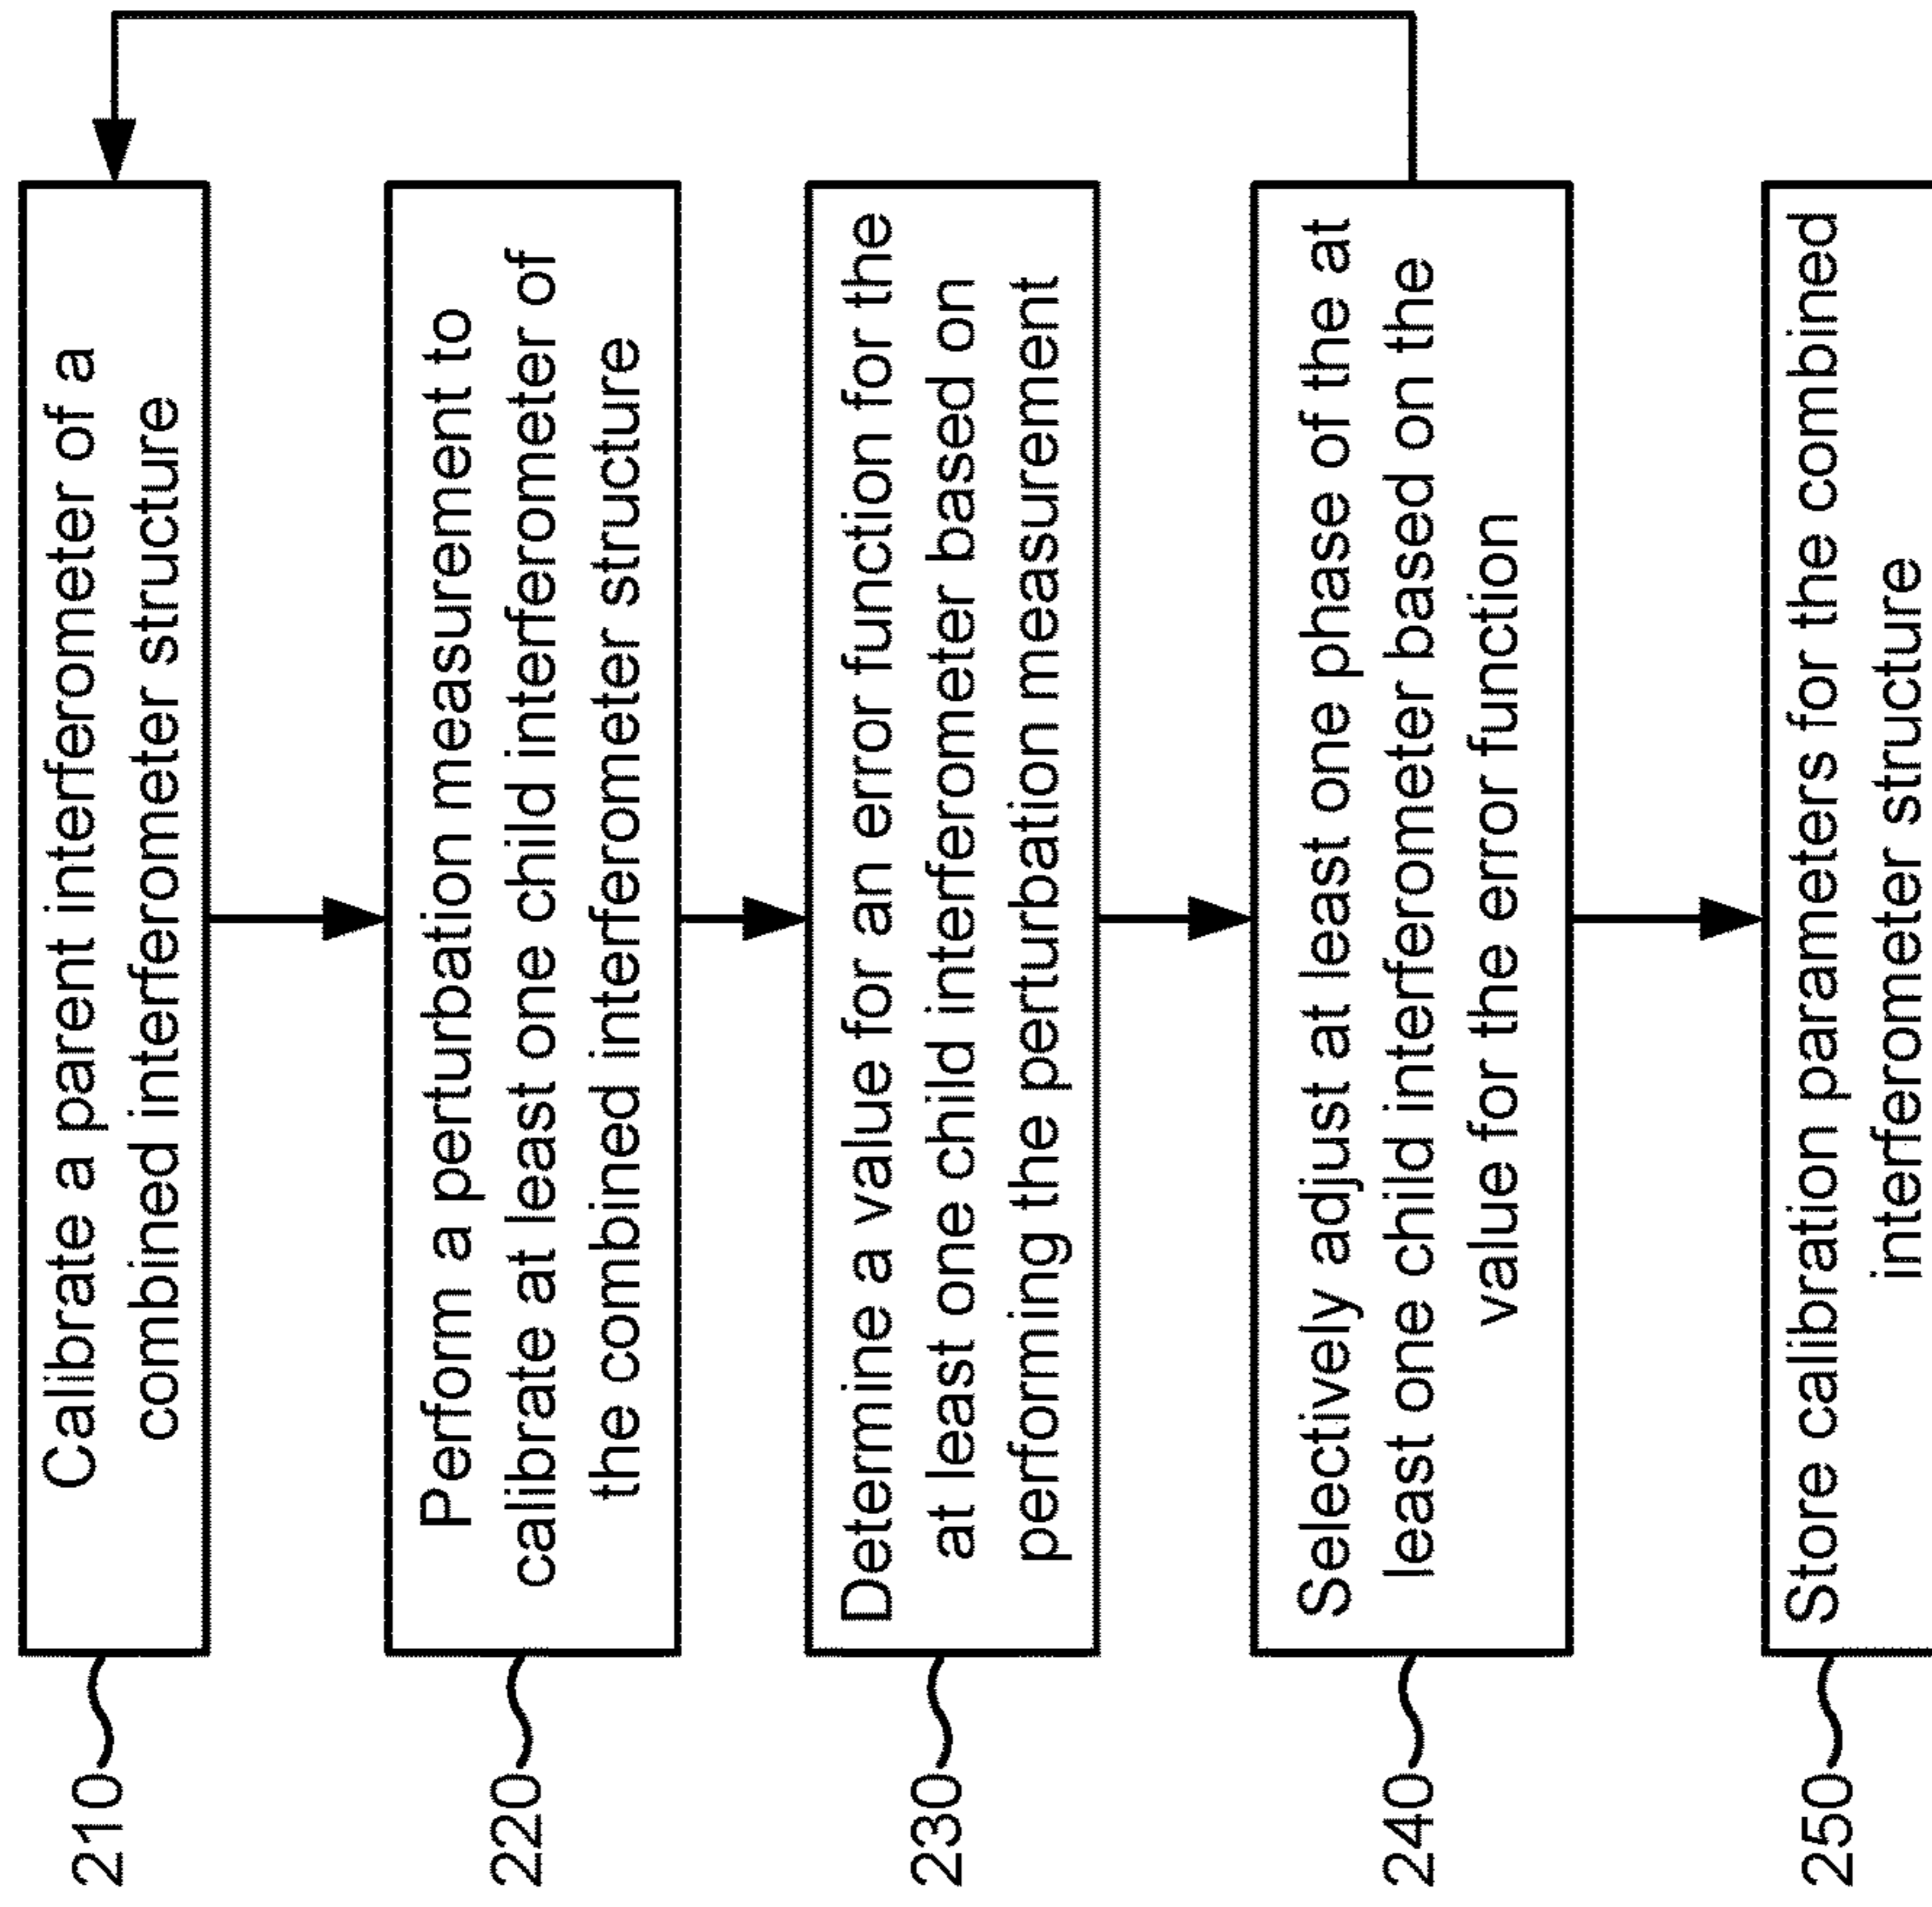 210
Calibrate a parent interferometer of a
combined interferometer structure
220
Perform a perturbation measurement to
calibrate at least one child interferometer of
the combined interferometer structure
230
Determine a value for an error function for the
at least one child interferometer based on
performing the perturbation measurement
240
Selectively adjust at least one phase of the at
least one child interferometer based on the
value for the error function
250
Store calibration parameters for the combined
interferometer structure